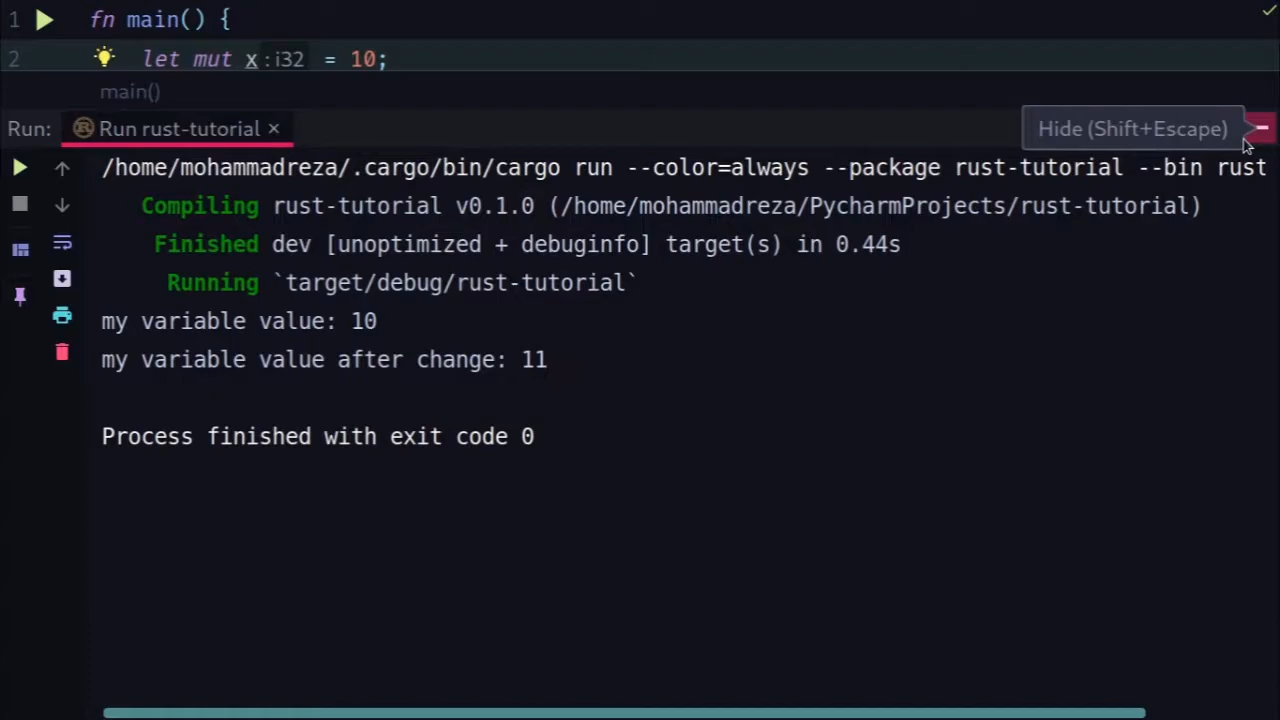 1 fn main() {
2 let mut x : i32 = 10;
main()
Run: Run rust-tutorial ×
Hide (Shift+Escape)
/home/mohammadreza/.cargo/bin/cargo run --color=always --package rust-tutorial --bin rust
Compiling rust-tutorial v0.1.0 (/home/mohammadreza/PycharmProjects/rust-tutorial)
Finished dev [unoptimized + debuginfo] target(s) in 0.44s
Running `target/debug/rust-tutorial`
my variable value: 10
my variable value after change: 11
Process finished with exit code 0